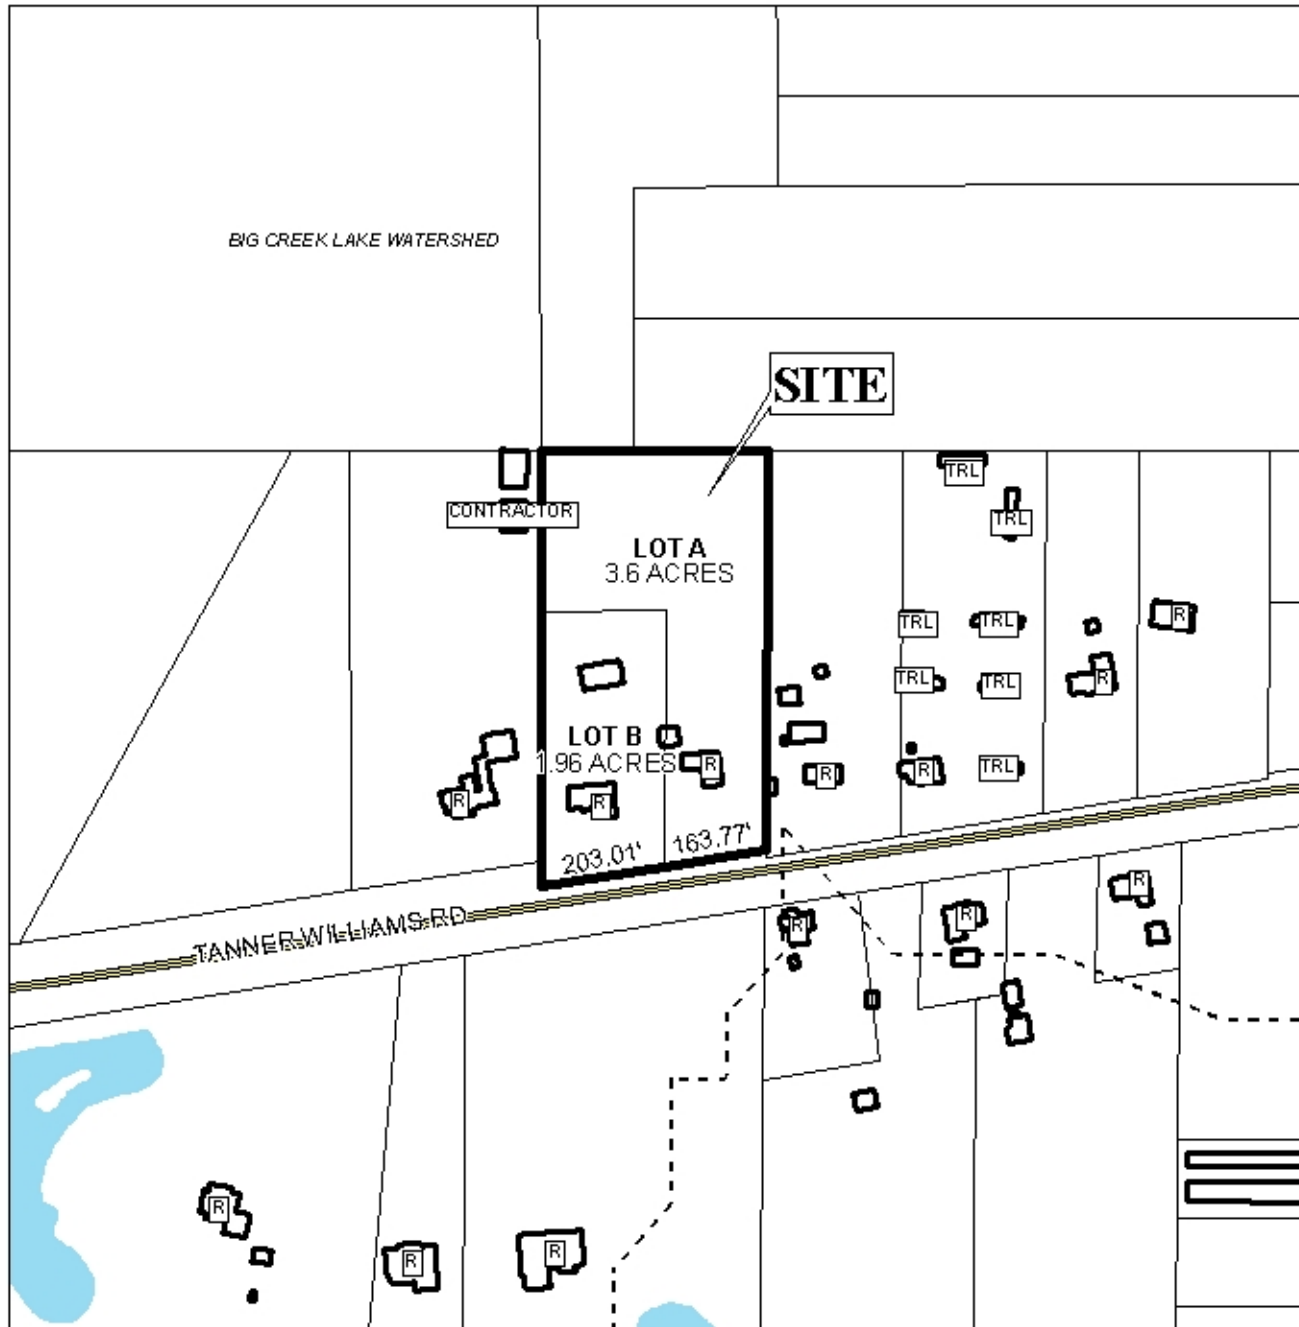 BIG CREEK LAKE WATERSHED
SITE
TRL
CONTRACTOR
TRL
LOT A
3.6 ACRES
R
TRL
TRL
TRL
TRL
R
LOT B
1.96 ACRES
R
R
R
TRL
R
R
203.01'
163.77'
R
TANNER WILLIAMS RD
R
R
R
R
R